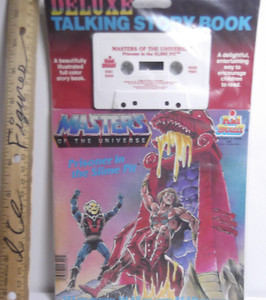 DELUXE
TALKING STORY BOOK
A beautifully
illustrated
full color
story book.
MASTERS OF THE UNIVERSE
Prisoner in the SLIME PIT
A delightful,
entertaining
way to
encourage
children
to read.
MASTERS
OF THE UNIVERSE
Prisoner in
the Slime Pit
Figures